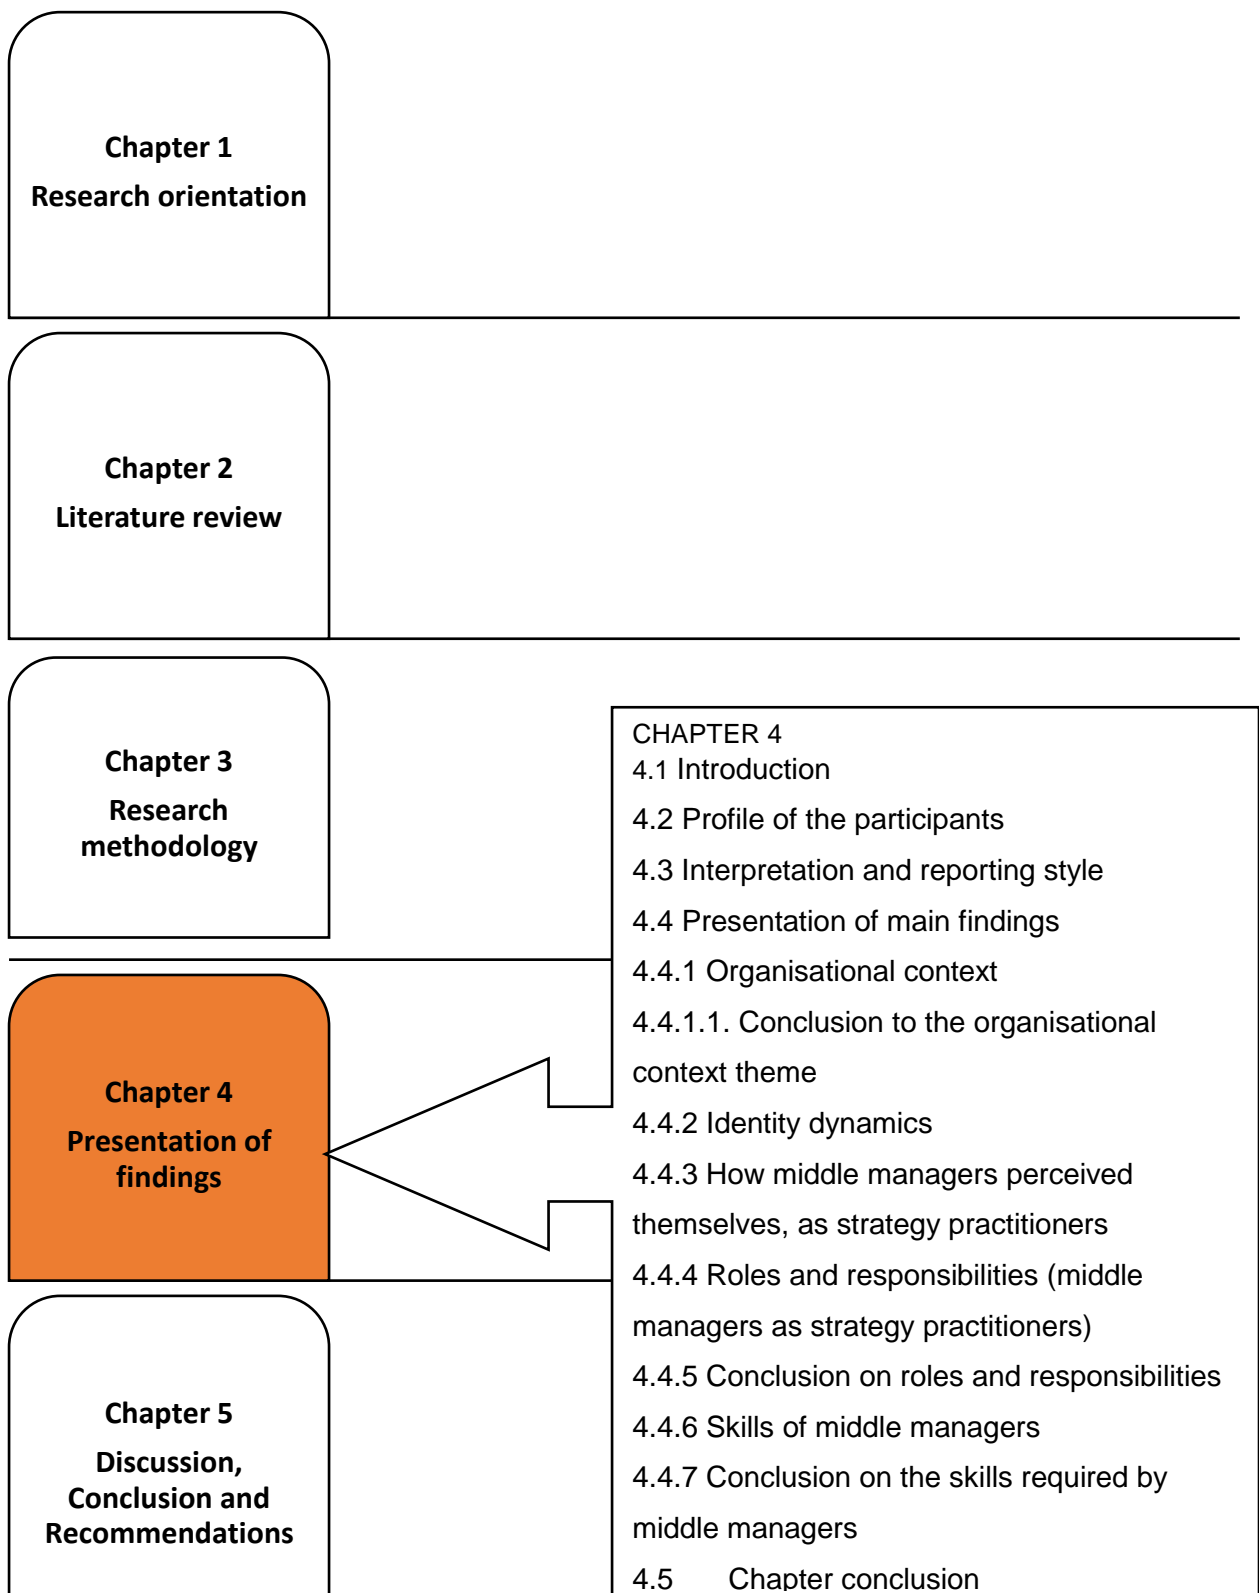 Chapter 1
Research orientation
Chapter 2
Literature review
Chapter 3
Research
methodology
Chapter 4
Presentation of
findings
Chapter 5
Discussion,
Conclusion and
Recommendations
CHAPTER 4
4.1 Introduction
4.2 Profile of the participants
4.3 Interpretation and reporting style
4.4 Presentation of main findings
4.4.1 Organisational context
4.4.1.1. Conclusion to the organisational
context theme
4.4.2 Identity dynamics
4.4.3 How middle managers perceived
themselves, as strategy practitioners
4.4.4 Roles and responsibilities (middle
managers as strategy practitioners)
4.4.5 Conclusion on roles and responsibilities
4.4.6 Skills of middle managers
4.4.7 Conclusion on the skills required by
middle managers
4.5 Chapter conclusion